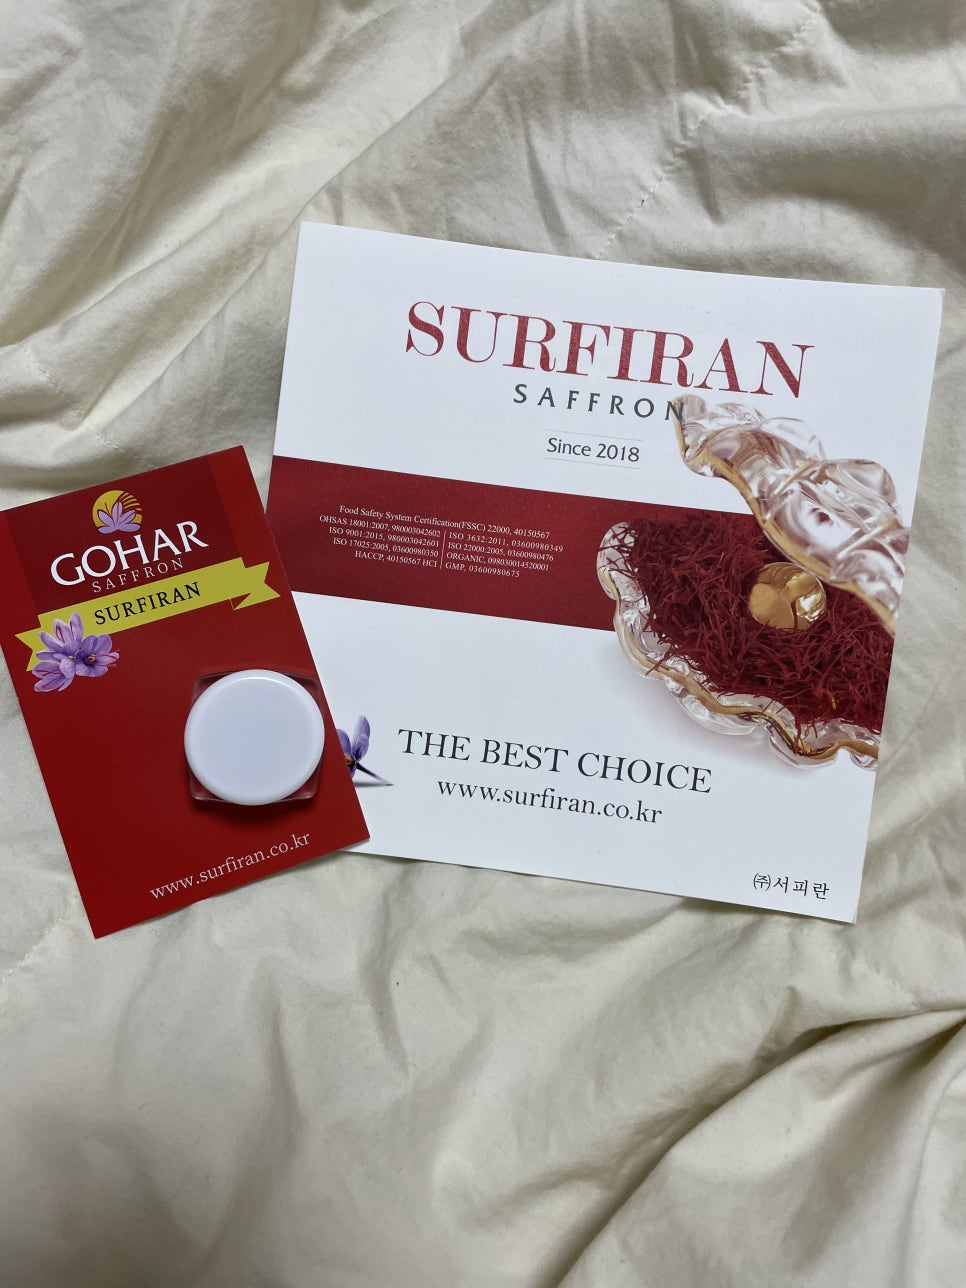 SURFIRAN
SAFFRON
Since 2018
Food Safety System Certification(FSSC) 22000, 40150567
OHSAS 18001:2007, 980003042602 | ISO 3632:2011, 03600980349
ISO 9001:2015, 980003042601 | ISO 22000:2005, 03600980476
ISO 17025:2005, 03600980350 | ORGANIC, 098030014520001
HACCP, 40150567 HCI | GMP, 03600980675
THE BEST CHOICE
www.surfiran.co.kr
㈜서피란
GOHAR
SAFFRON
SURFIRAN
www.surfiran.co.kr